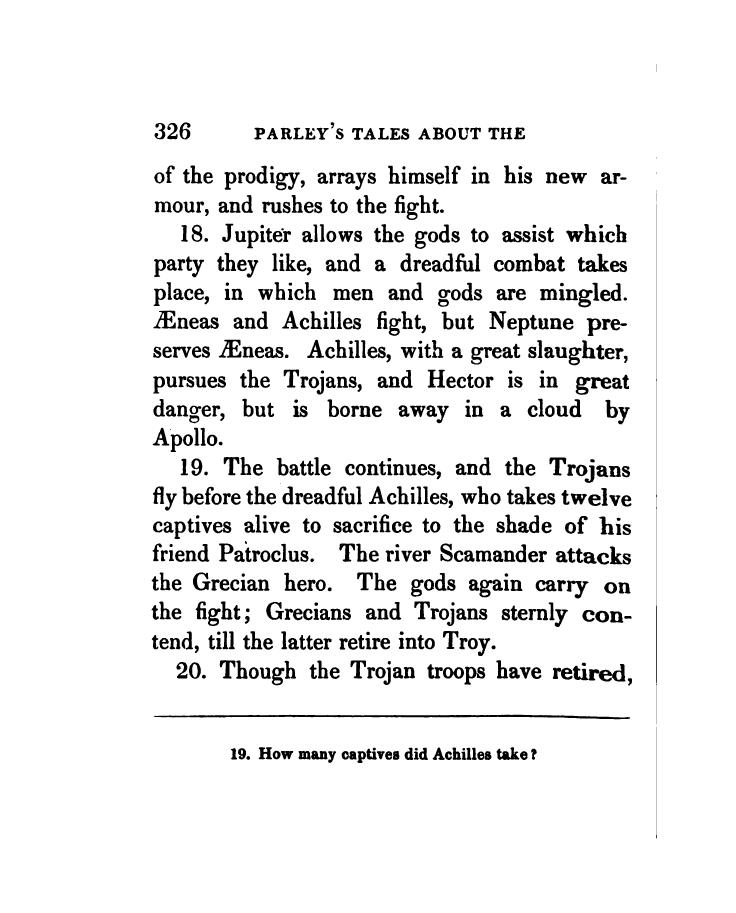 326 PARLEY'S TALES ABOUT THE
of the prodigy, arrays himself in his new ar-
mour, and rushes to the fight.
18. Jupiter allows the gods to assist which
party they like, and a dreadful combat takes
place, in which men and gods are mingled.
Æneas and Achilles fight, but Neptune pre-
serves Æneas. Achilles, with a great slaughter,
pursues the Trojans, and Hector is in great
danger, but is borne away in a cloud by
Apollo.
19. The battle continues, and the Trojans
fly before the dreadful Achilles, who takes twelve
captives alive to sacrifice to the shade of his
friend Patroclus. The river Scamander attacks
the Grecian hero. The gods again carry on
the fight; Grecians and Trojans sternly con-
tend, till the latter retire into Troy.
20. Though the Trojan troops have retired,
19. How many captives did Achilles take?